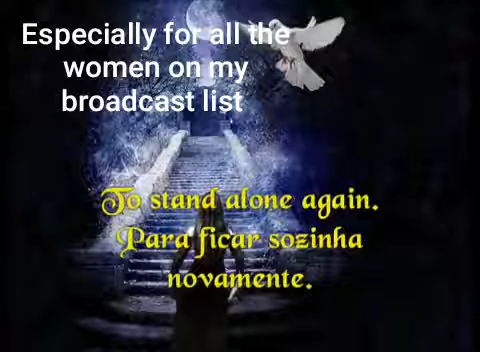 Especially for all the
women on my
broadcast list
To stand alone again.
Para ficar sozinha
novamente.